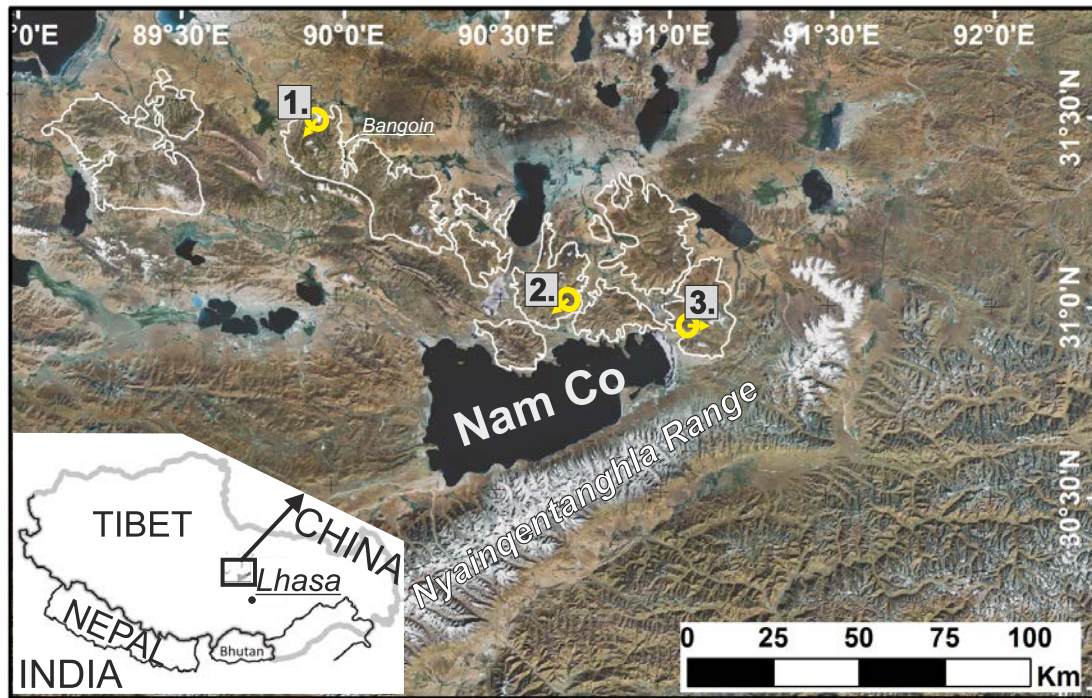 0'E
89°30'E
90°0'E
90°30'E
91°0'E
91°30'E
92°0'E
31°30'N
1.
Bangoin
2.
3.
31°0'N
Nam Co
Nyainqentanghla Range
30°30'N
TIBET
CHINA
Lhasa
NEPAL
Bhutan
INDIA
0 25 50 75 100
Km